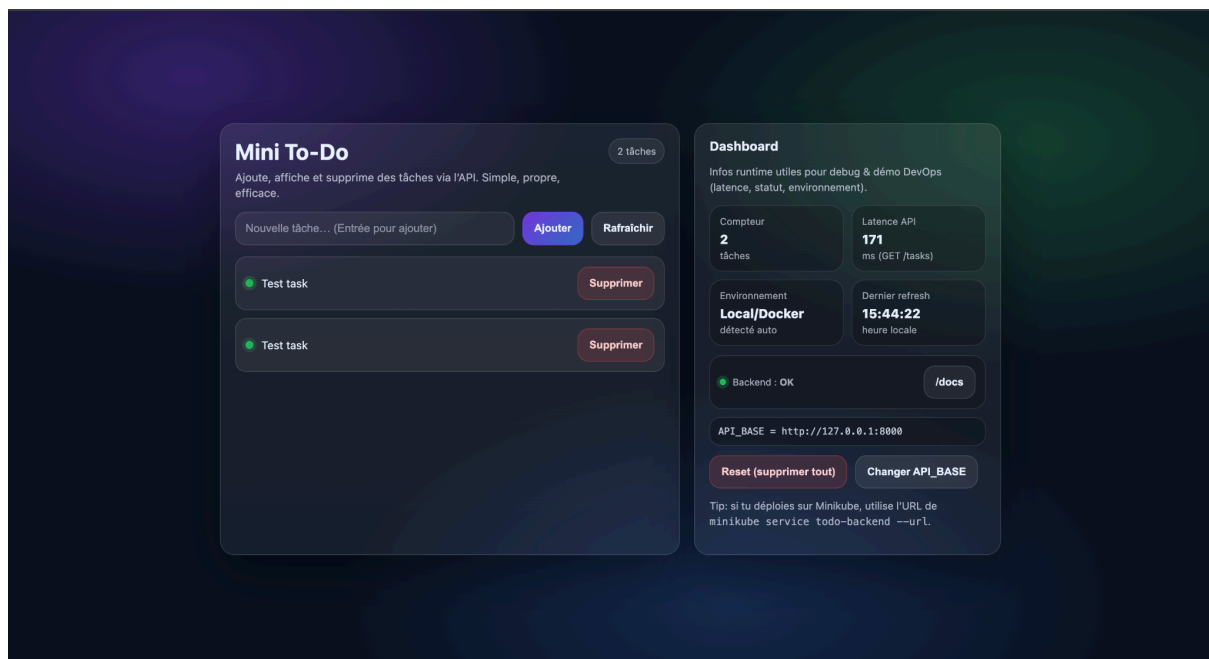 Mini To-Do
2 tâches
Ajoute, affiche et supprime des tâches via l'API. Simple, propre,
efficace.
Nouvelle tâche... (Entrée pour ajouter)
Ajouter
Rafraîchir
Test task
Supprimer
Test task
Supprimer
Dashboard
Infos runtime utiles pour debug & démo DevOps
(latence, statut, environnement).
Compteur
2
tâches
Latence API
171
ms (GET /tasks)
Environnement
Local/Docker
détecté auto
Dernier refresh
15:44:22
heure locale
Backend : OK
/docs
API_BASE = http://127.0.0.1:8000
Reset (supprimer tout)
Changer API_BASE
Tip: si tu déploies sur Minikube, utilise l'URL de
minikube service todo-backend --url.